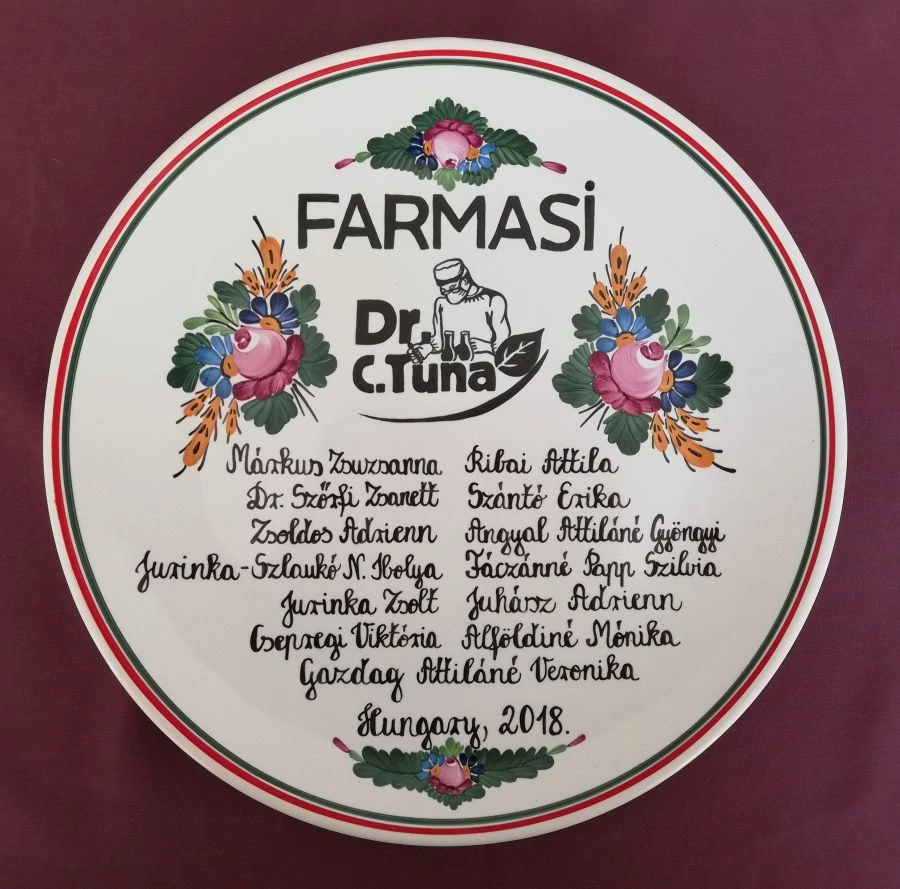 FARMASİ
Dr.
C.Tuna
Márkus Zsuzsanna Ribai Attila
Dr. Szőrfi Zsanett Szántó Erika
Zsoldos Adrienn Angyal Attiláné Gyöngyi
Jurinka-Szlaukó N. Ibolya Fáczánné Papp Szilvia
Jurinka Zsolt Juhász Adrienn
Csepregi Viktória Alföldiné Mónika
Gazdag Attiláné Veronika
Hungary, 2018.